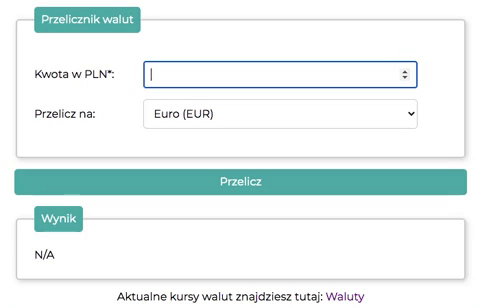 Przelicznik walut
Kwota w PLN*:
Przelicz na: Euro (EUR)
Przelicz
Wynik
N/A
Aktualne kursy walut znajdziesz tutaj: Waluty